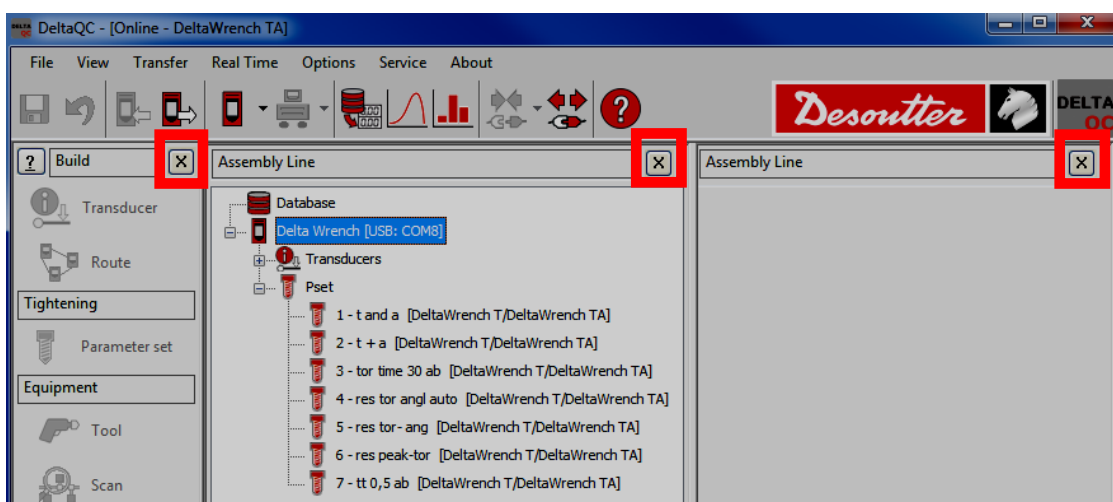 DELTA QC DeltaQC - [Online - DeltaWrench TA]
File View Transfer Real Time Options Service About
Desoutter DELTA QC
? Build X
Assembly Line X
Assembly Line X
Transducer
Route
Tightening
Parameter set
Equipment
Tool
Scan
Database
Delta Wrench [USB: COM8]
Transducers
Pset
1 - t and a [DeltaWrench T/DeltaWrench TA]
2 - t + a [DeltaWrench T/DeltaWrench TA]
3 - tor time 30 ab [DeltaWrench T/DeltaWrench TA]
4 - res tor angl auto [DeltaWrench T/DeltaWrench TA]
5 - res tor- ang [DeltaWrench T/DeltaWrench TA]
6 - res peak-tor [DeltaWrench T/DeltaWrench TA]
7 - tt 0,5 ab [DeltaWrench T/DeltaWrench TA]